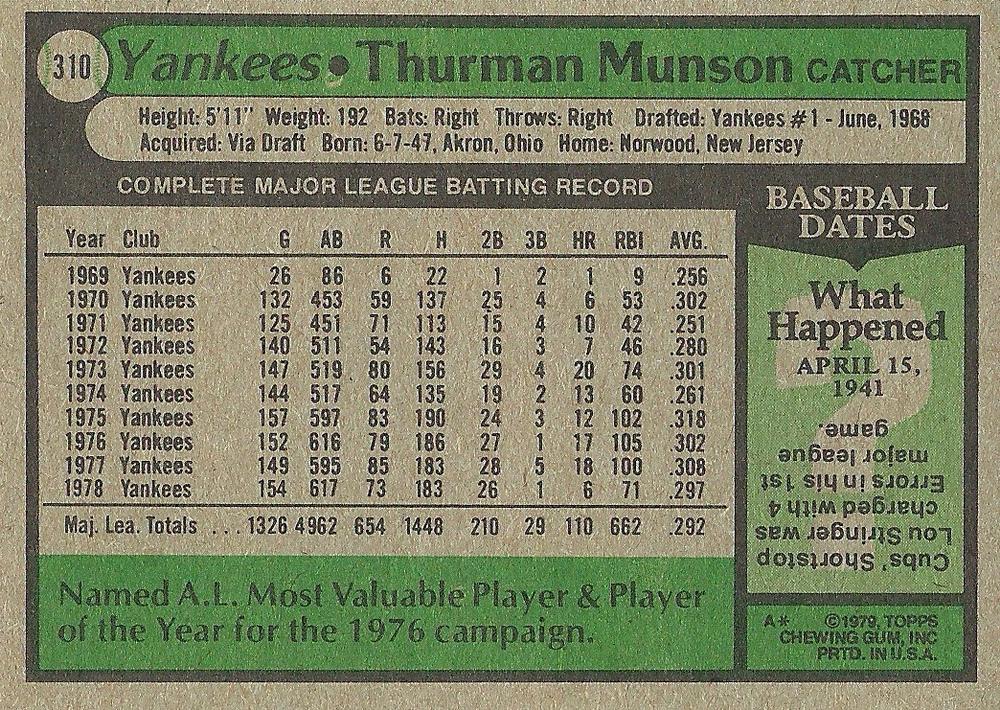 310 Yankees • Thurman Munson CATCHER
Height: 5'11" Weight: 192 Bats: Right Throws: Right Drafted: Yankees #1 - June, 1968
Acquired: Via Draft Born: 6-7-47, Akron, Ohio Home: Norwood, New Jersey
COMPLETE MAJOR LEAGUE BATTING RECORD
Year Club G AB R H 2B 3B HR RBI AVG.
1969 Yankees 26 86 6 22 1 2 1 9 .256
1970 Yankees 132 453 59 137 25 4 6 53 .302
1971 Yankees 125 451 71 113 15 4 10 42 .251
1972 Yankees 140 511 54 143 16 3 7 46 .280
1973 Yankees 147 519 80 156 29 4 20 74 .301
1974 Yankees 144 517 64 135 19 2 13 60 .261
1975 Yankees 157 597 83 190 24 3 12 102 .318
1976 Yankees 152 616 79 186 27 1 17 105 .302
1977 Yankees 149 595 85 183 28 5 18 100 .308
1978 Yankees 154 617 73 183 26 1 6 71 .297
Maj. Lea. Totals ... 1326 4962 654 1448 210 29 110 662 .292
Named A.L. Most Valuable Player & Player
of the Year for the 1976 campaign.
BASEBALL
DATES
What
Happened
APRIL 15,
1941
Cubs' Shortstop
Lou Stringer was
charged with 4
Errors in his 1st
major league
game.
A* ©1979, TOPPS
CHEWING GUM, INC
PRTD. IN U.S.A.